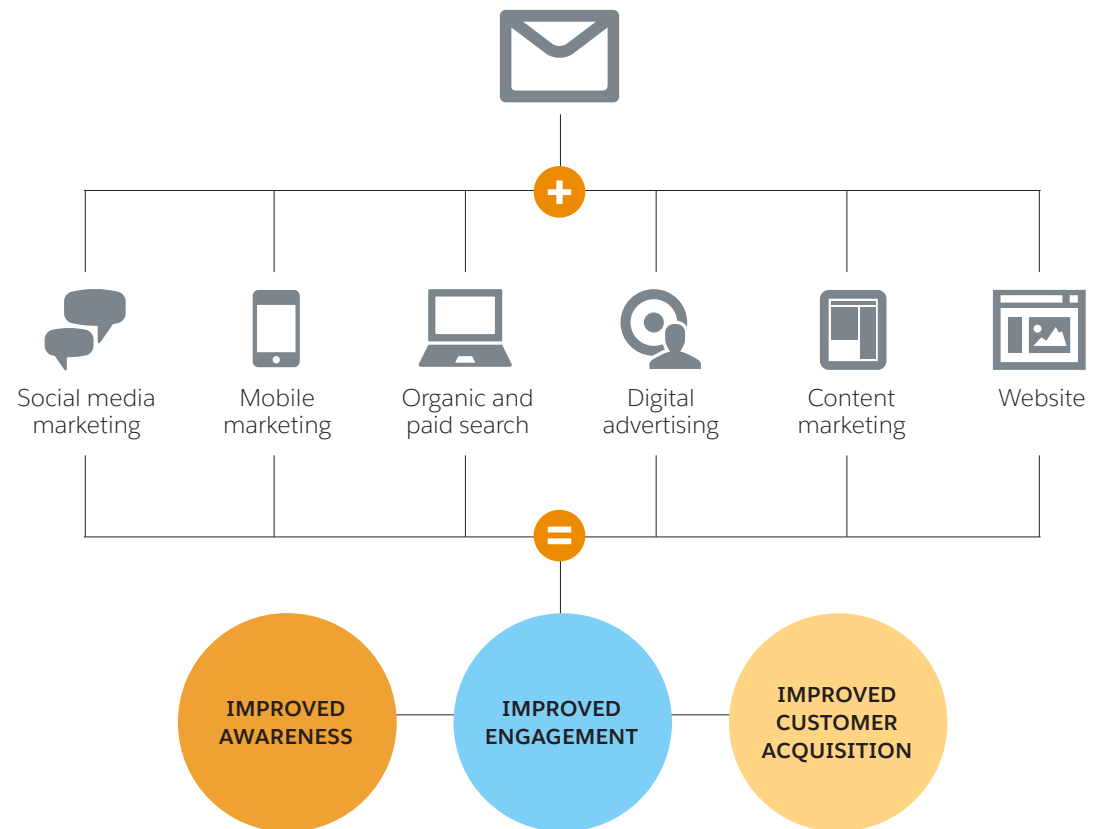 +
Social media
marketing
Mobile
marketing
Organic and
paid search
Digital
advertising
Content
marketing
Website
=
IMPROVED
AWARENESS
IMPROVED
ENGAGEMENT
IMPROVED
CUSTOMER
ACQUISITION